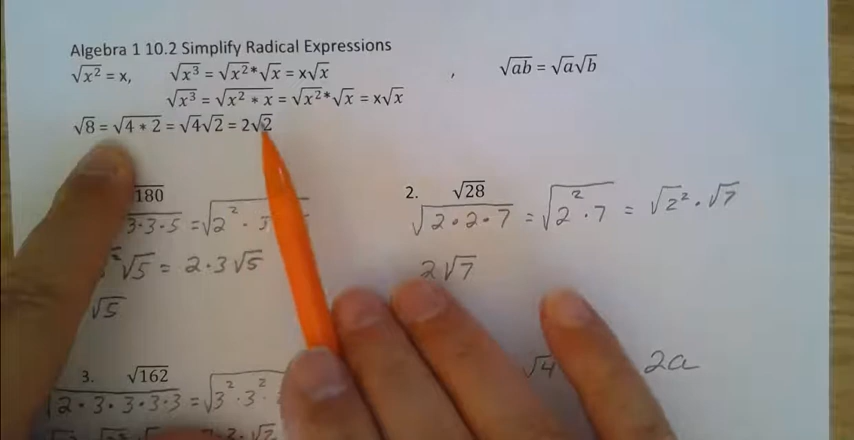 Algebra 1 10.2 Simplify Radical Expressions
√x² = x, √x³ = √x²*√x = x√x , √ab = √a√b
√x³ = √x² * x = √x²*√x = x√x
√8 = √4 * 2 = √4√2 = 2√2
180
3·3·5 = √2² ·
√5 = 2·3√5
√5
2. √28
√2·2·7 = √2²·7 = √2² · √7
2√7
3. √162
√2·3·3·3·3 = √3²·3²·
√4 2a